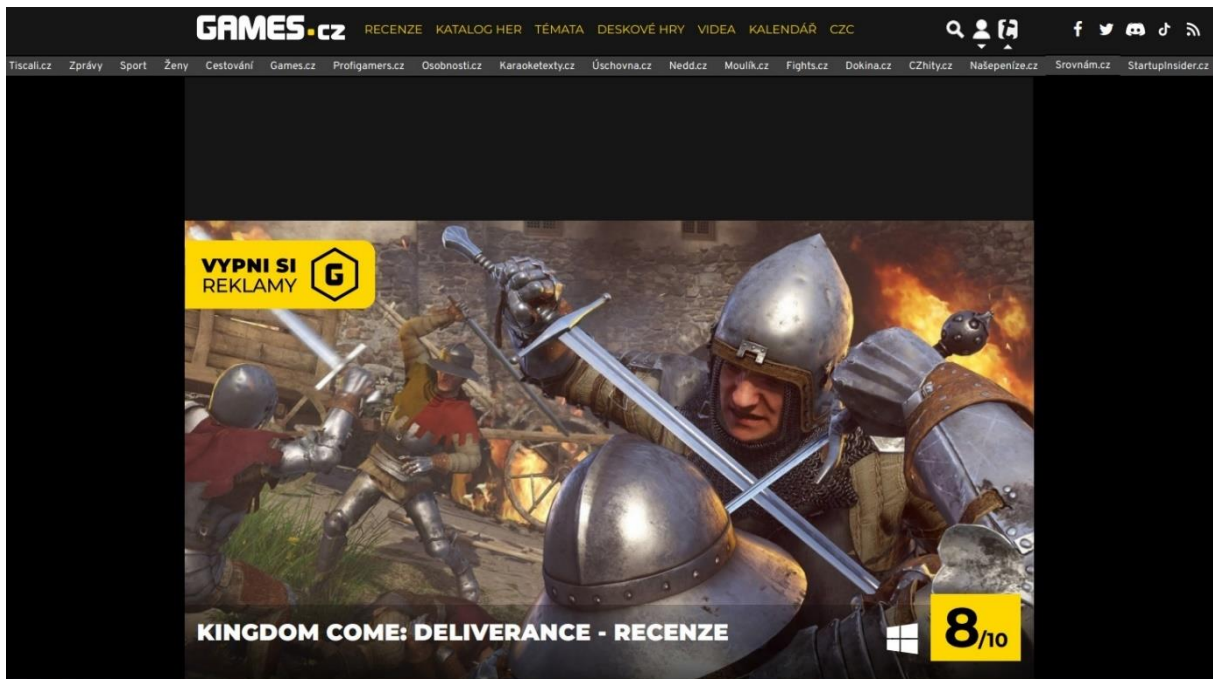 GAMES.cz RECENZE KATALOG HER TÉMATA DESKOVÉ HRY VIDEA KALENDÁŘ CZC
Tiscali.cz Zprávy Sport Ženy Cestování Games.cz Profigamers.cz Osobnosti.cz Karaoketexty.cz Úschovna.cz Nedd.cz Moulík.cz Fights.cz Dokina.cz CZhity.cz Našepeníze.cz Srovnám.cz StartupInsider.cz
VYPNI SI
REKLAMY G
KINGDOM COME: DELIVERANCE - RECENZE 8/10